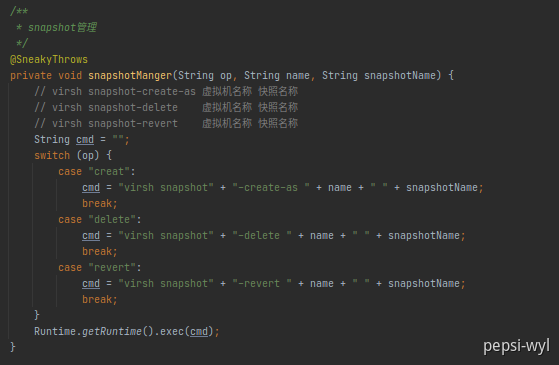 /**
 * snapshot管理
 */
@SneakyThrows
private void snapshotManger(String op, String name, String snapshotName) {
    // virsh snapshot-create-as 虚拟机名称 快照名称
    // virsh snapshot-delete    虚拟机名称 快照名称
    // virsh snapshot-revert    虚拟机名称 快照名称
    String cmd = "";
    switch (op) {
        case "creat":
            cmd = "virsh snapshot" + "-create-as " + name + " " + snapshotName;
            break;
        case "delete":
            cmd = "virsh snapshot" + "-delete " + name + " " + snapshotName;
            break;
        case "revert":
            cmd = "virsh snapshot" + "-revert " + name + " " + snapshotName;
            break;
    }
    Runtime.getRuntime().exec(cmd);
}
pepsi-wyl